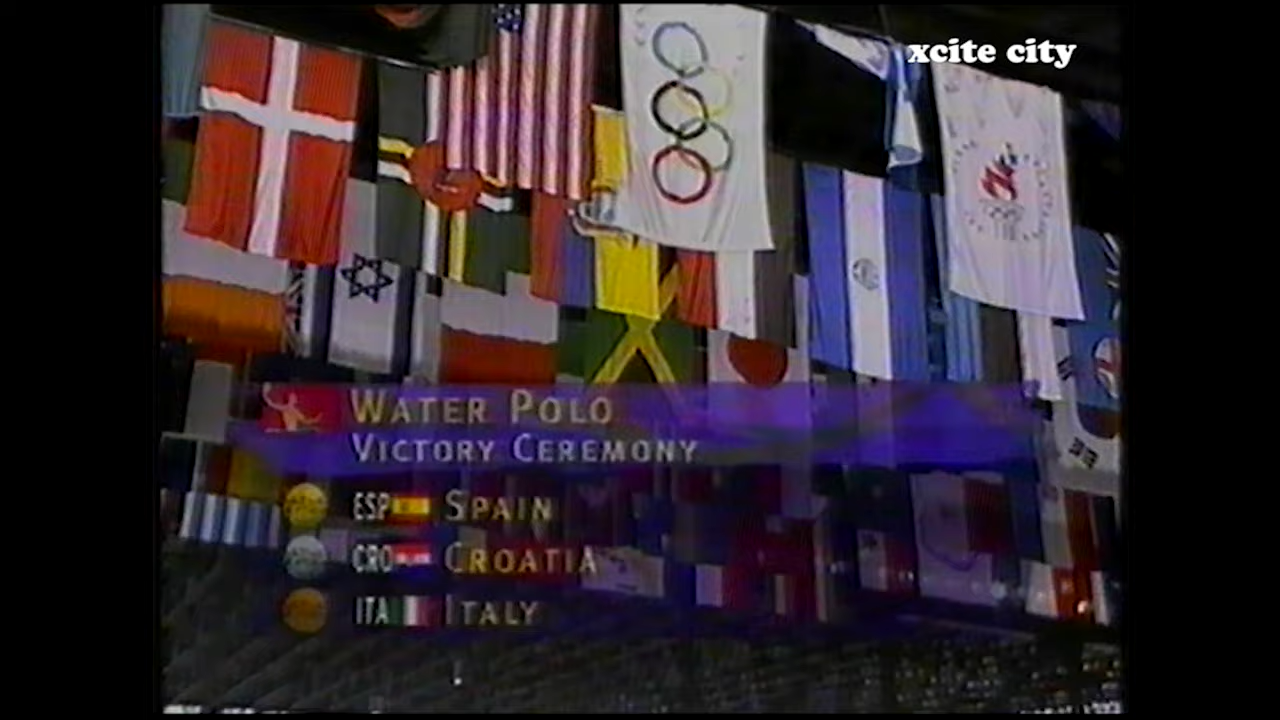 xcite city
WATER POLO
VICTORY CEREMONY
ESP SPAIN
CRO CROATIA
ITA ITALY